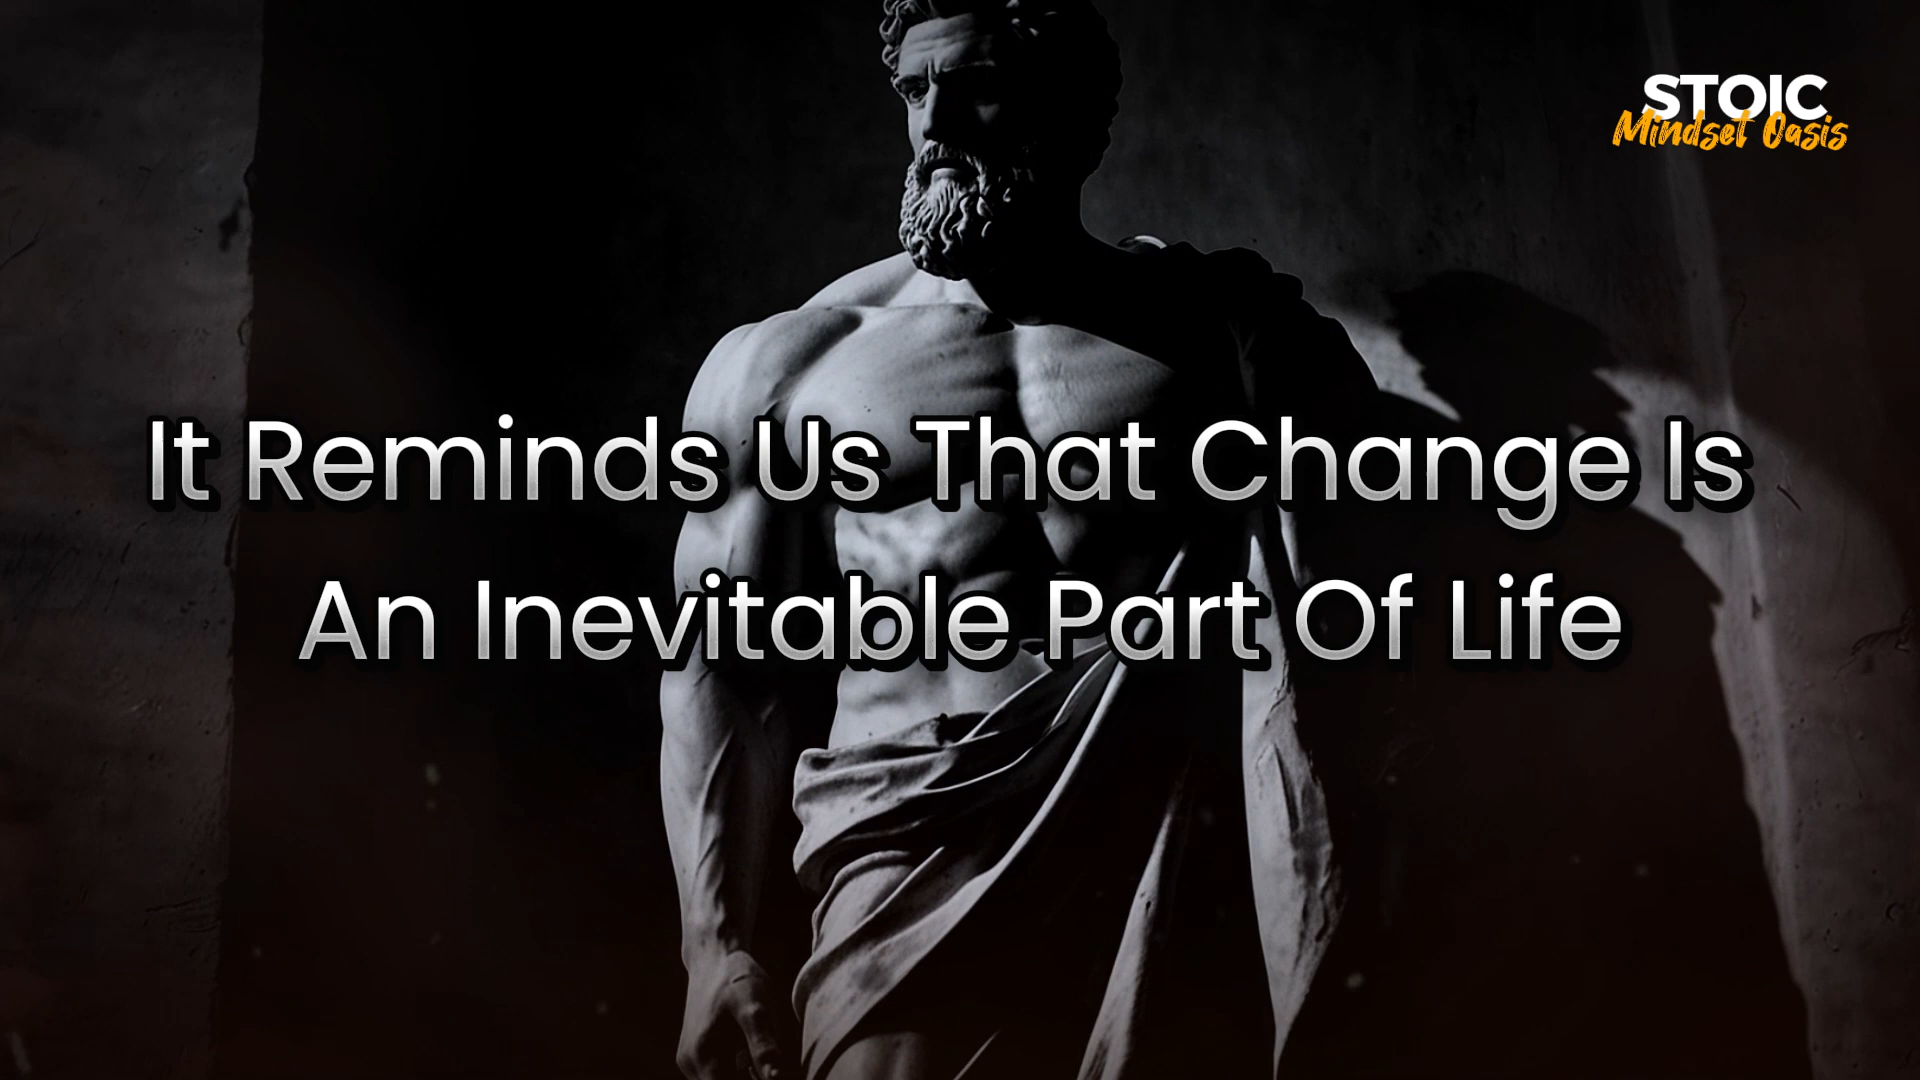 STOIC
Mindset Oasis
It Reminds Us That Change Is
An Inevitable Part Of Life